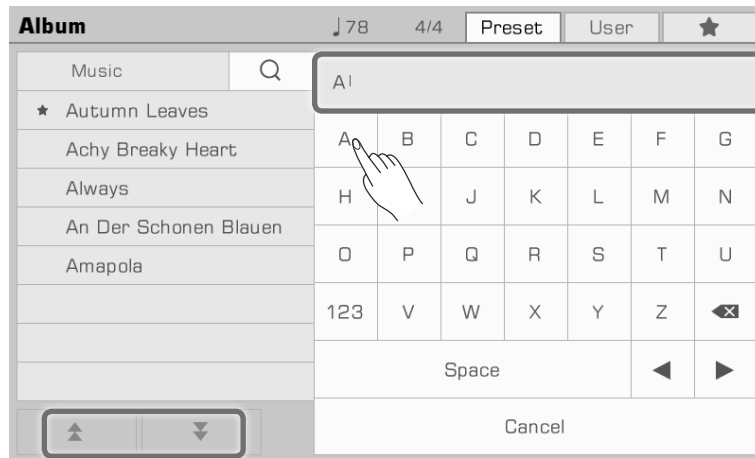 Album 78 4/4 Preset User
Music
A
Autumn Leaves
Achy Breaky Heart
Always
An Der Schonen Blauen
Amapola
A B C D E F G
H J K L M N
O P Q R S T U
123 V W X Y Z
Space
Cancel